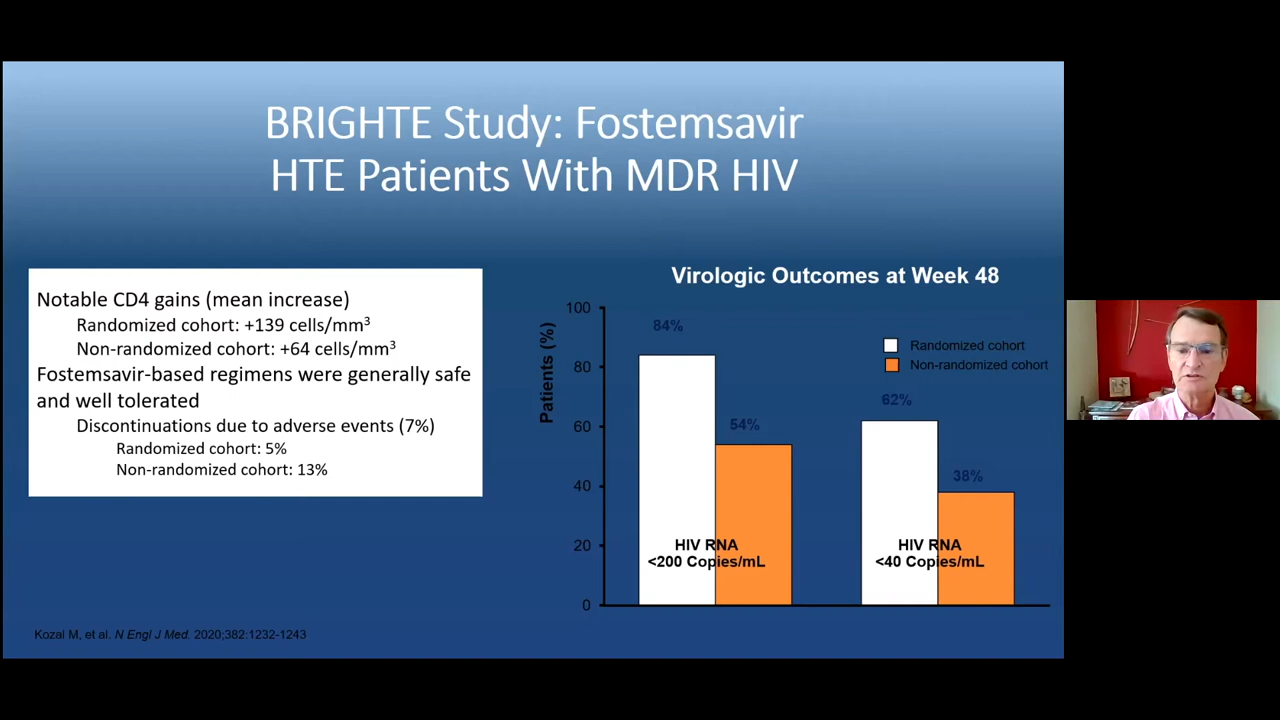 BRIGHTE Study: Fostemsavir
HTE Patients With MDR HIV
Notable CD4 gains (mean increase)
Randomized cohort: +139 cells/mm³
Non-randomized cohort: +64 cells/mm³
Fostemsavir-based regimens were generally safe
and well tolerated
Discontinuations due to adverse events (7%)
Randomized cohort: 5%
Non-randomized cohort: 13%
Virologic Outcomes at Week 48
Patients (%)
100
80
60
40
20
0
84%
54%
62%
38%
Randomized cohort
Non-randomized cohort
HIV RNA
<200 Copies/mL
HIV RNA
<40 Copies/mL
Kozal M, et al. N Engl J Med. 2020;382:1232-1243